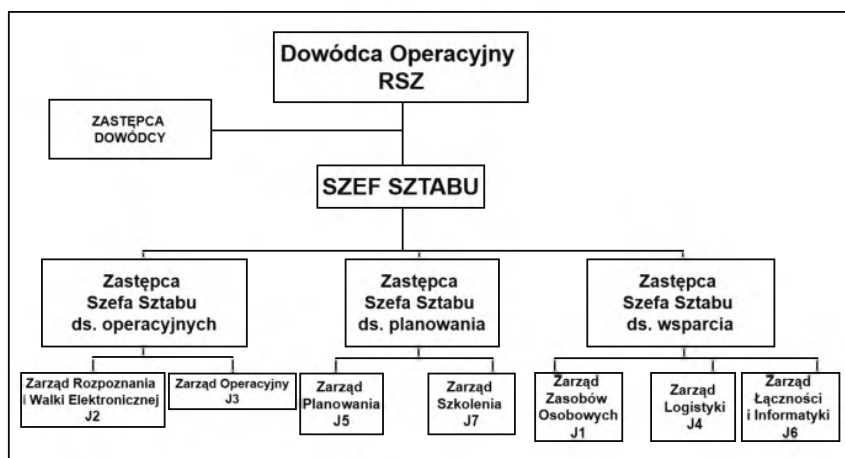 Dowódca Operacyjny
RSZ
ZASTĘPCA
DOWÓDCY
SZEF SZTABU
Zastępca
Szefa Sztabu
ds. operacyjnych
Zastępca
Szefa Sztabu
ds. planowania
Zastępca
Szefa Sztabu
ds. wsparcia
Zarząd Rozpoznania
i Walki Elektronicznej
J2
Zarząd Operacyjny
J3
Zarząd
Planowania
J5
Zarząd
Szkolenia
J7
Zarząd
Zasobów
Osobowych
J1
Zarząd
Logistyki
J4
Zarząd
Łączności
i Informatyki
J6